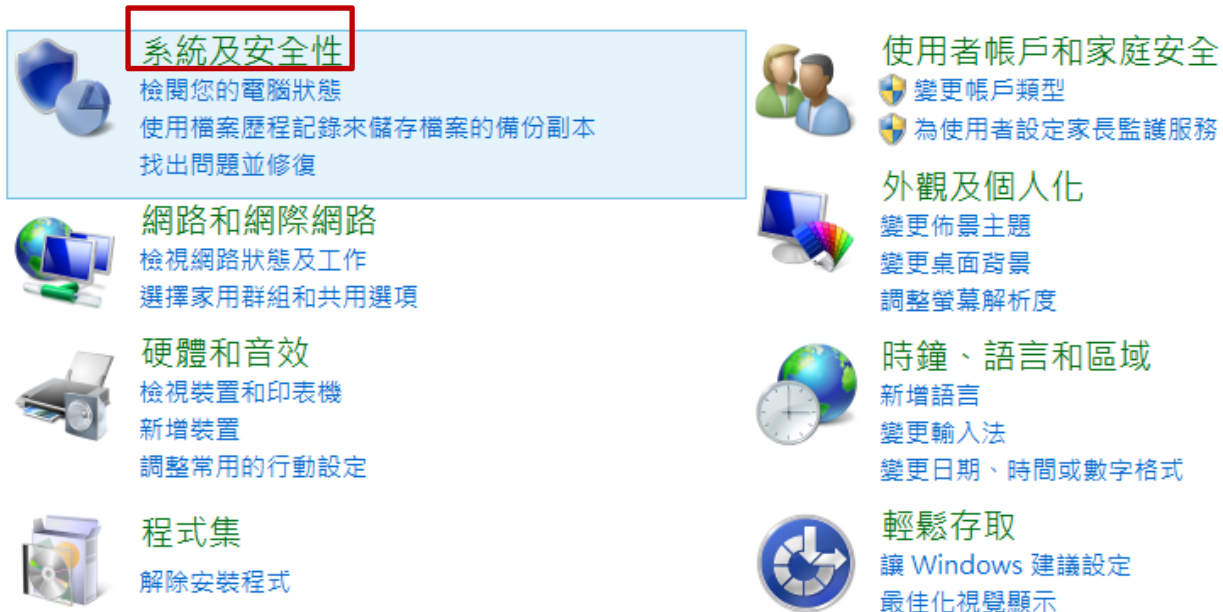 系統及安全性
檢閱您的電腦狀態
使用檔案歷程記錄來儲存檔案的備份副本
找出問題並修復
網路和網際網路
檢視網路狀態及工作
選擇家用群組和共用選項
硬體和音效
檢視裝置和印表機
新增裝置
調整常用的行動設定
程式集
解除安裝程式
使用者帳戶和家庭安全
變更帳戶類型
為使用者設定家長監護服務
外觀及個人化
變更佈景主題
變更桌面背景
調整螢幕解析度
時鐘、語言和區域
新增語言
變更輸入法
變更日期、時間或數字格式
輕鬆存取
讓 Windows 建議設定
最佳化視覺顯示